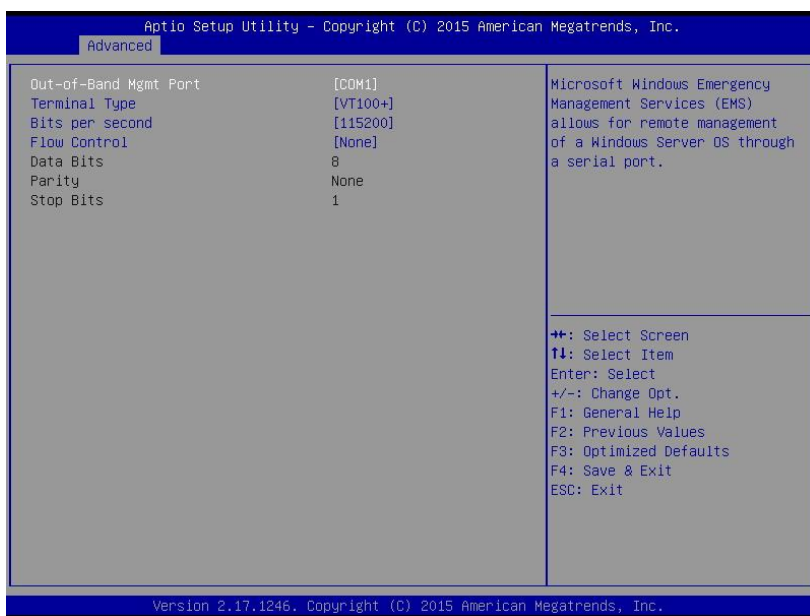 Aptio Setup Utility – Copyright (C) 2015 American Megatrends, Inc.
Advanced
Out-of-Band Mgmt Port [COM1]
Terminal Type [VT100+]
Bits per second [115200]
Flow Control [None]
Data Bits 8
Parity None
Stop Bits 1
Microsoft Windows Emergency
Management Services (EMS)
allows for remote management
of a Windows Server OS through
a serial port.
→←: Select Screen
↑↓: Select Item
Enter: Select
+/-: Change Opt.
F1: General Help
F2: Previous Values
F3: Optimized Defaults
F4: Save & Exit
ESC: Exit
Version 2.17.1246. Copyright (C) 2015 American Megatrends, Inc.